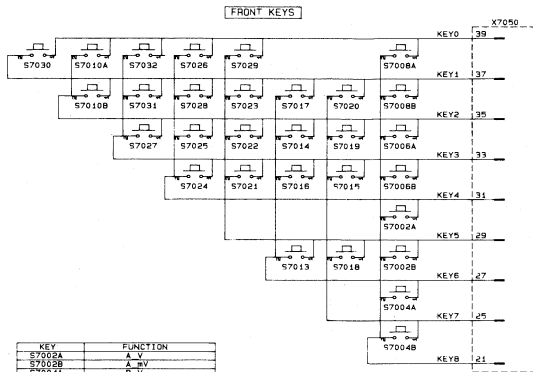 FRONT KEYS
X7050
KEY0 39
S7030 S7010A S7032 S7026 S7029 S7008A
KEY1 37
S7010B S7031 S7028 S7023 S7017 S7020 S7008B
KEY2 35
S7027 S7025 S7022 S7014 S7019 S7006A
KEY3 33
S7024 S7021 S7016 S7015 S7006B
KEY4 31
S7002A
KEY5 29
S7013 S7018 S7002B
KEY6 27
S7004A
KEY7 25
S7004B
KEY8 21
KEY FUNCTION
S7002A A V
S7002B A mV